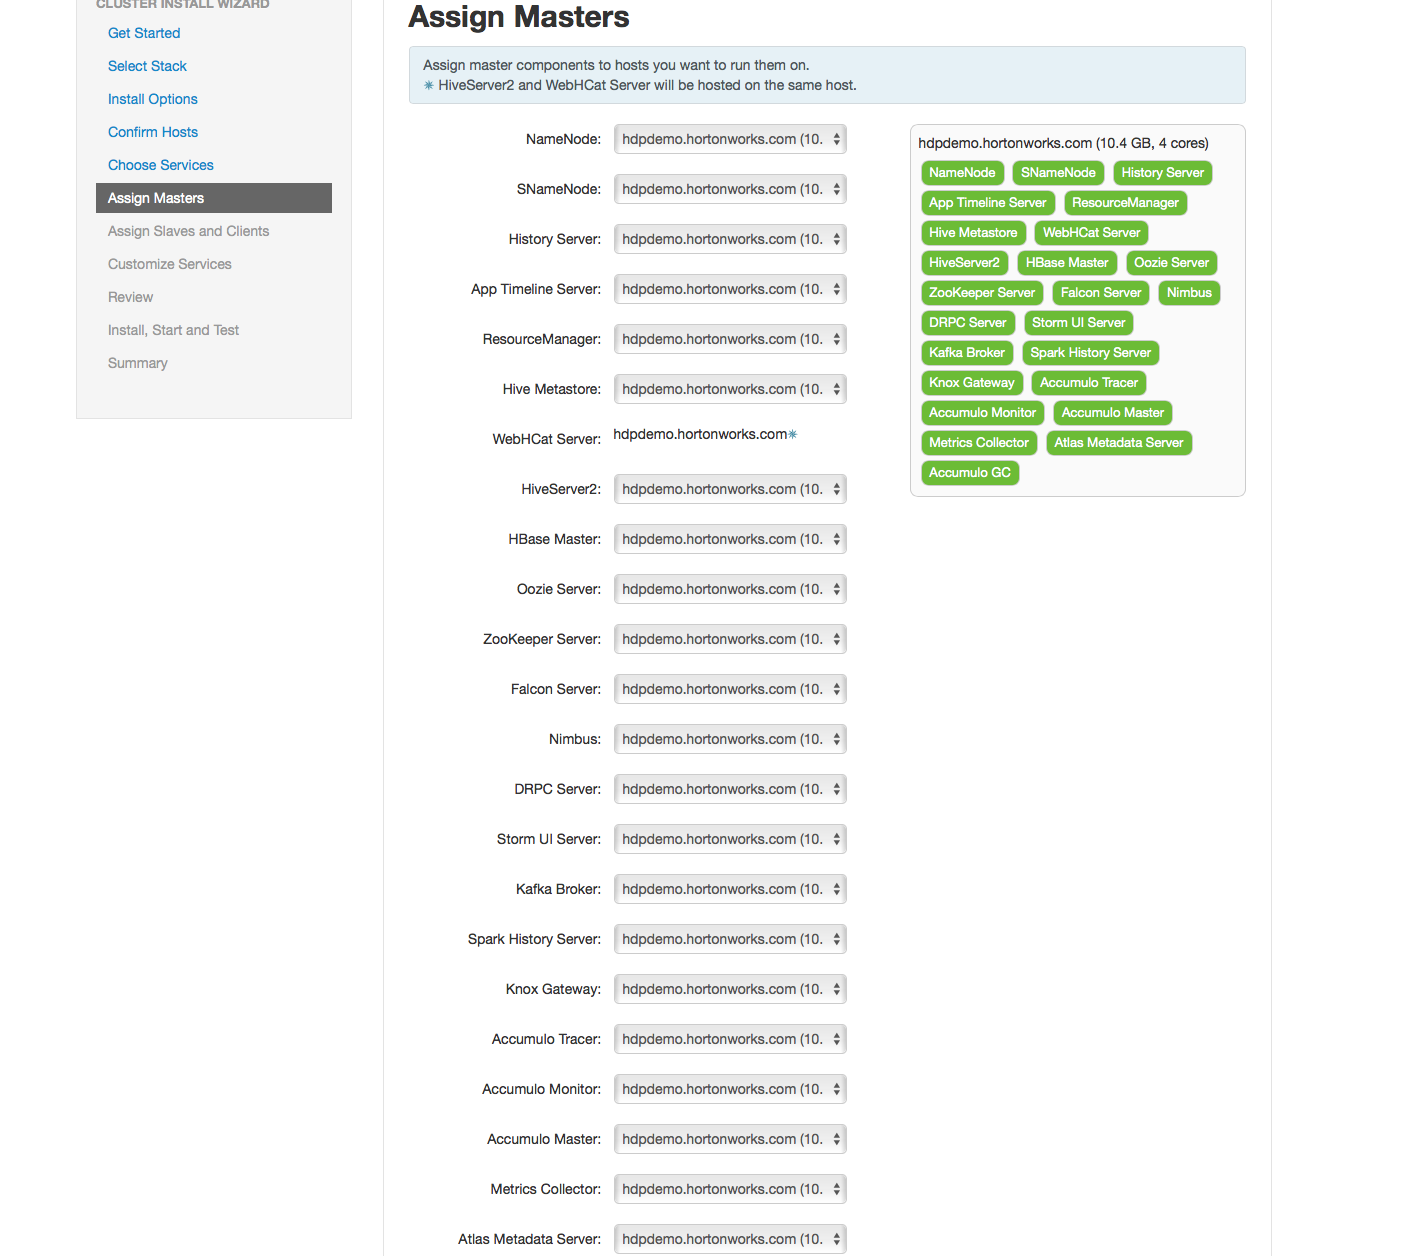 CLUSTER INSTALL WIZARD
Get Started
Select Stack
Install Options
Confirm Hosts
Choose Services
Assign Masters
Assign Slaves and Clients
Customize Services
Review
Install, Start and Test
Summary
Assign Masters
Assign master components to hosts you want to run them on.
✷ HiveServer2 and WebHCat Server will be hosted on the same host.
NameNode: hdpdemo.hortonworks.com (10.
SNameNode: hdpdemo.hortonworks.com (10.
History Server: hdpdemo.hortonworks.com (10.
App Timeline Server: hdpdemo.hortonworks.com (10.
ResourceManager: hdpdemo.hortonworks.com (10.
Hive Metastore: hdpdemo.hortonworks.com (10.
WebHCat Server: hdpdemo.hortonworks.com✷
HiveServer2: hdpdemo.hortonworks.com (10.
HBase Master: hdpdemo.hortonworks.com (10.
Oozie Server: hdpdemo.hortonworks.com (10.
ZooKeeper Server: hdpdemo.hortonworks.com (10.
Falcon Server: hdpdemo.hortonworks.com (10.
Nimbus: hdpdemo.hortonworks.com (10.
DRPC Server: hdpdemo.hortonworks.com (10.
Storm UI Server: hdpdemo.hortonworks.com (10.
Kafka Broker: hdpdemo.hortonworks.com (10.
Spark History Server: hdpdemo.hortonworks.com (10.
Knox Gateway: hdpdemo.hortonworks.com (10.
Accumulo Tracer: hdpdemo.hortonworks.com (10.
Accumulo Monitor: hdpdemo.hortonworks.com (10.
Accumulo Master: hdpdemo.hortonworks.com (10.
Metrics Collector: hdpdemo.hortonworks.com (10.
Atlas Metadata Server: hdpdemo.hortonworks.com (10.
hdpdemo.hortonworks.com (10.4 GB, 4 cores)
NameNode SNameNode History Server
App Timeline Server ResourceManager
Hive Metastore WebHCat Server
HiveServer2 HBase Master Oozie Server
ZooKeeper Server Falcon Server Nimbus
DRPC Server Storm UI Server
Kafka Broker Spark History Server
Knox Gateway Accumulo Tracer
Accumulo Monitor Accumulo Master
Metrics Collector Atlas Metadata Server
Accumulo GC